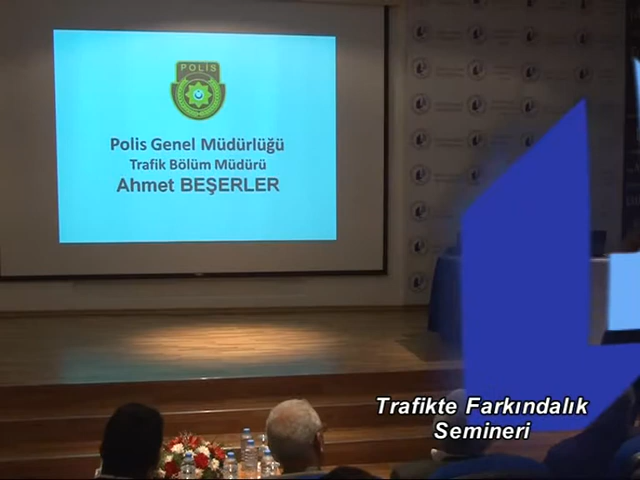 POLIS
Polis Genel Müdürlüğü
Trafik Bölüm Müdürü
Ahmet BEŞERLER
Trafikte Farkındalık
Semineri